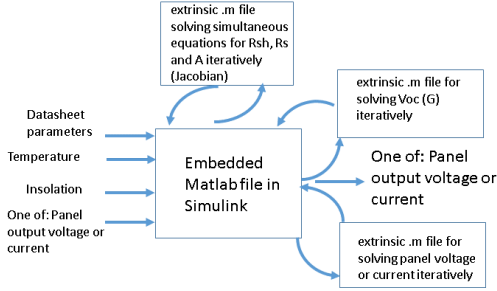 extrinsic .m file
solving simultaneous
equations for Rsh, Rs
and A iteratively
(Jacobian)
extrinsic .m file for
solving Voc (G)
iteratively
Datasheet
parameters
Temperature
Insolation
One of: Panel
output voltage or
current
Embedded
Matlab file in
Simulink
One of: Panel
output voltage or
current
extrinsic .m file for
solving panel voltage
or current iteratively